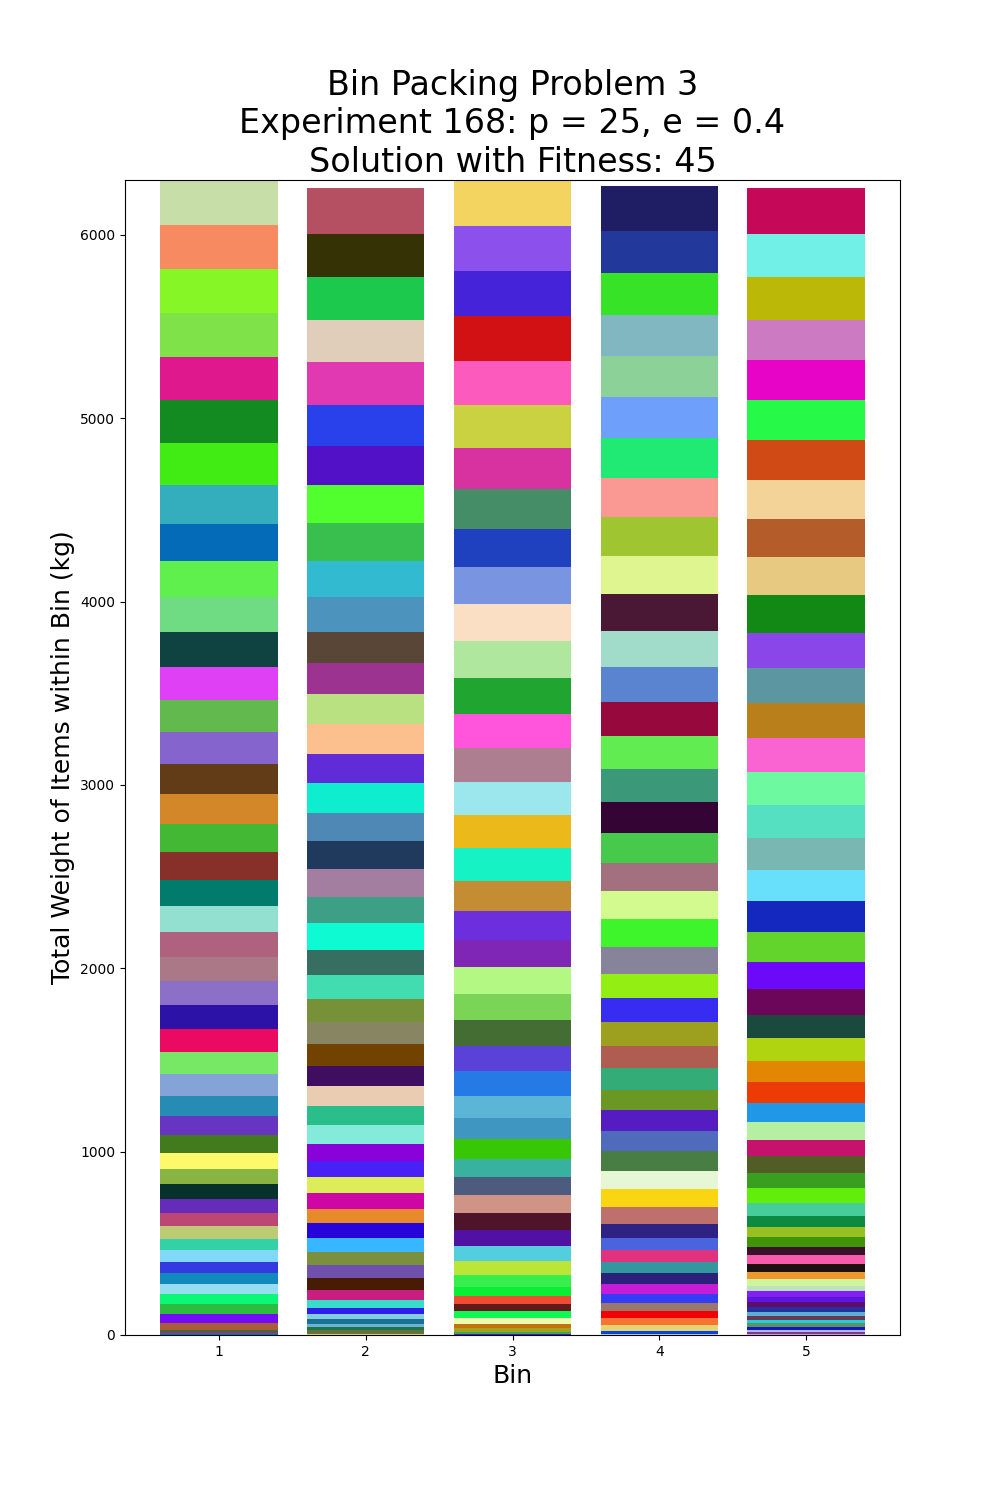 Bin Packing Problem 3
Experiment 168: p = 25, e = 0.4
Solution with Fitness: 45
Total Weight of Items within Bin (kg)
6000
5000
4000
3000
2000
1000
0
1 2 3 4 5
Bin